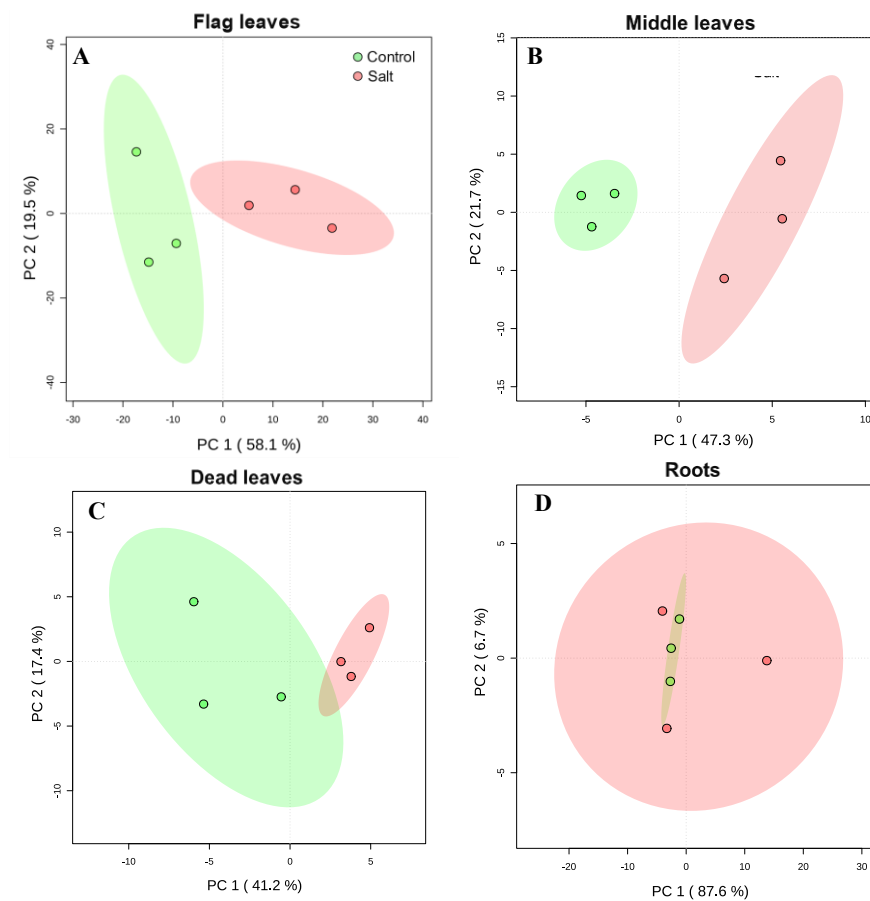 Flag leaves
A
Control
Salt
40
20
0
-20
-40
PC 2 ( 19.5 %)
-30 -20 -10 0 10 20 30 40
PC 1 ( 58.1 %)
Middle leaves
B
15
10
5
0
-5
-10
-15
PC 2 ( 21.7 %)
-5 0 5 10
PC 1 ( 47.3 %)
Dead leaves
C
10
5
0
-5
-10
PC 2 ( 17.4 %)
-10 -5 0 5
PC 1 ( 41.2 %)
Roots
D
5
0
-5
PC 2 ( 6.7 %)
-20 -10 0 10 20 30
PC 1 ( 87.6 %)